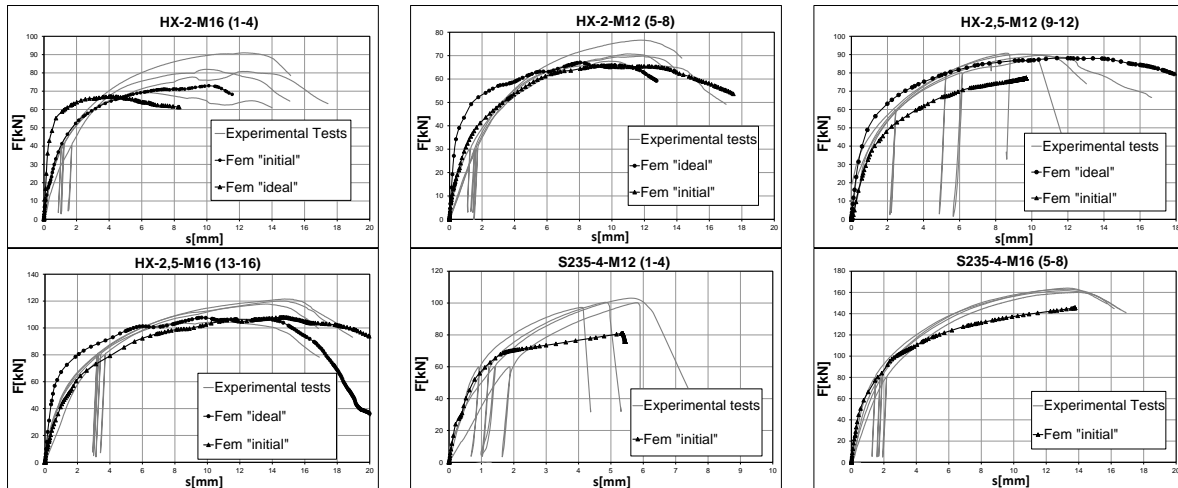 HX-2-M16 (1-4)
F[kN]
100
90
80
70
60
50
40
30
20
10
0
Experimental Tests
Fem "initial"
Fem "ideal"
0 2 4 6 8 10 12 14 16 18 20
s[mm]
HX-2-M12 (5-8)
F[kN]
80
70
60
50
40
30
20
10
0
Experimental Tests
Fem "ideal"
Fem "initial"
0 2 4 6 8 10 12 14 16 18 20
s[mm]
HX-2,5-M12 (9-12)
F[kN]
100
90
80
70
60
50
40
30
20
10
0
Experimental tests
Fem "ideal"
Fem "initial"
0 2 4 6 8 10 12 14 16 18
s[mm]
HX-2,5-M16 (13-16)
F[kN]
140
120
100
80
60
40
20
0
Experimental tests
Fem "ideal"
Fem "initial"
0 2 4 6 8 10 12 14 16 18 20
s[mm]
S235-4-M12 (1-4)
F[kN]
120
100
80
60
40
20
0
Experimental tests
Fem "initial"
0 1 2 3 4 5 6 7 8 9 10
s[mm]
S235-4-M16 (5-8)
F[kN]
180
160
140
120
100
80
60
40
20
0
Experimental tests
Fem "initial"
0 2 4 6 8 10 12 14 16 18 20
s[mm]